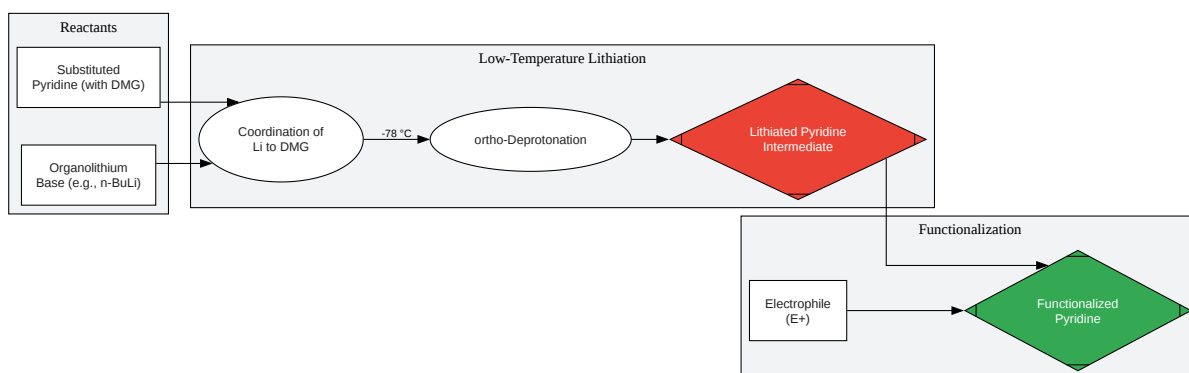 Reactants
Substituted
Pyridine (with DMG)
Organolithium
Base (e.g., n-BuLi)
Low-Temperature Lithiation
Coordination of
Li to DMG
-78 °C
ortho-Deprotonation
Lithiated Pyridine
Intermediate
Functionalization
Electrophile
(E+)
Functionalized
Pyridine